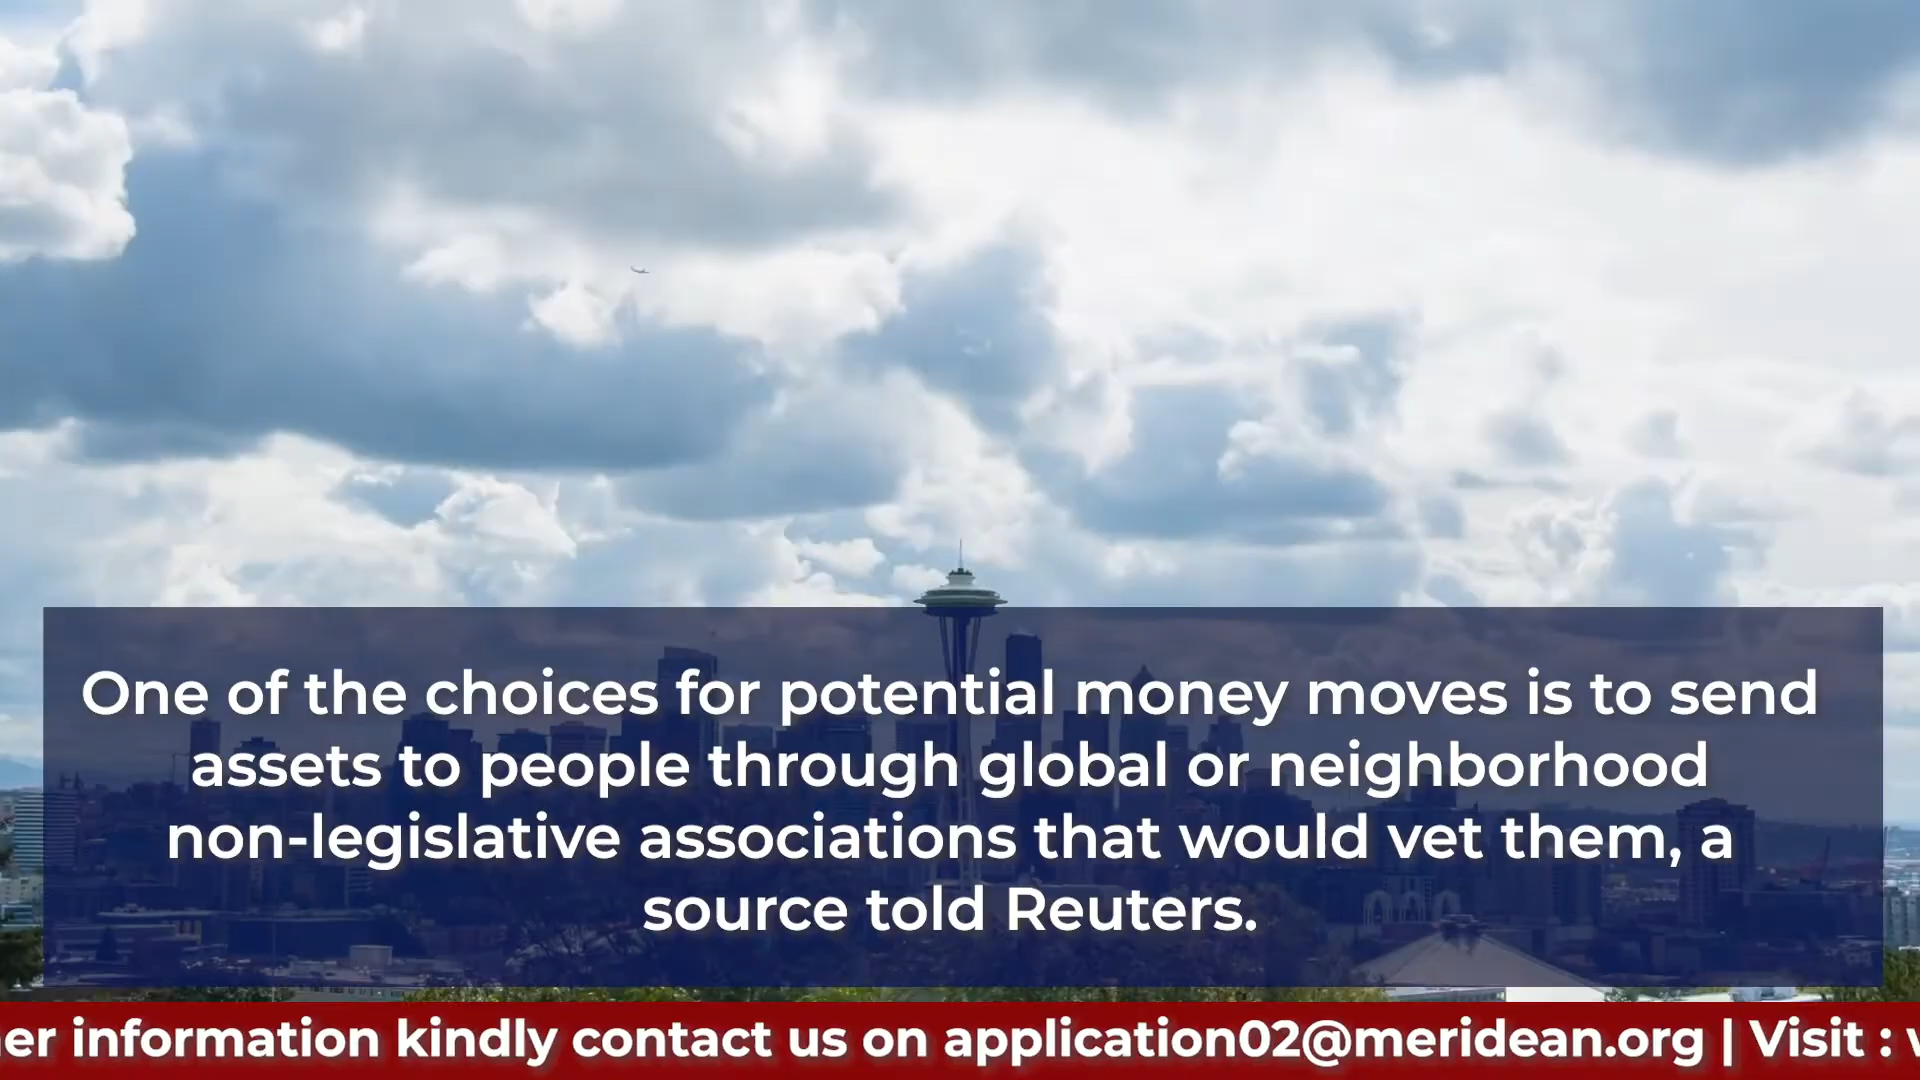 One of the choices for potential money moves is to send
assets to people through global or neighborhood
non-legislative associations that would vet them, a
source told Reuters.
information kindly contact us on application02@meridean.org | Visit :